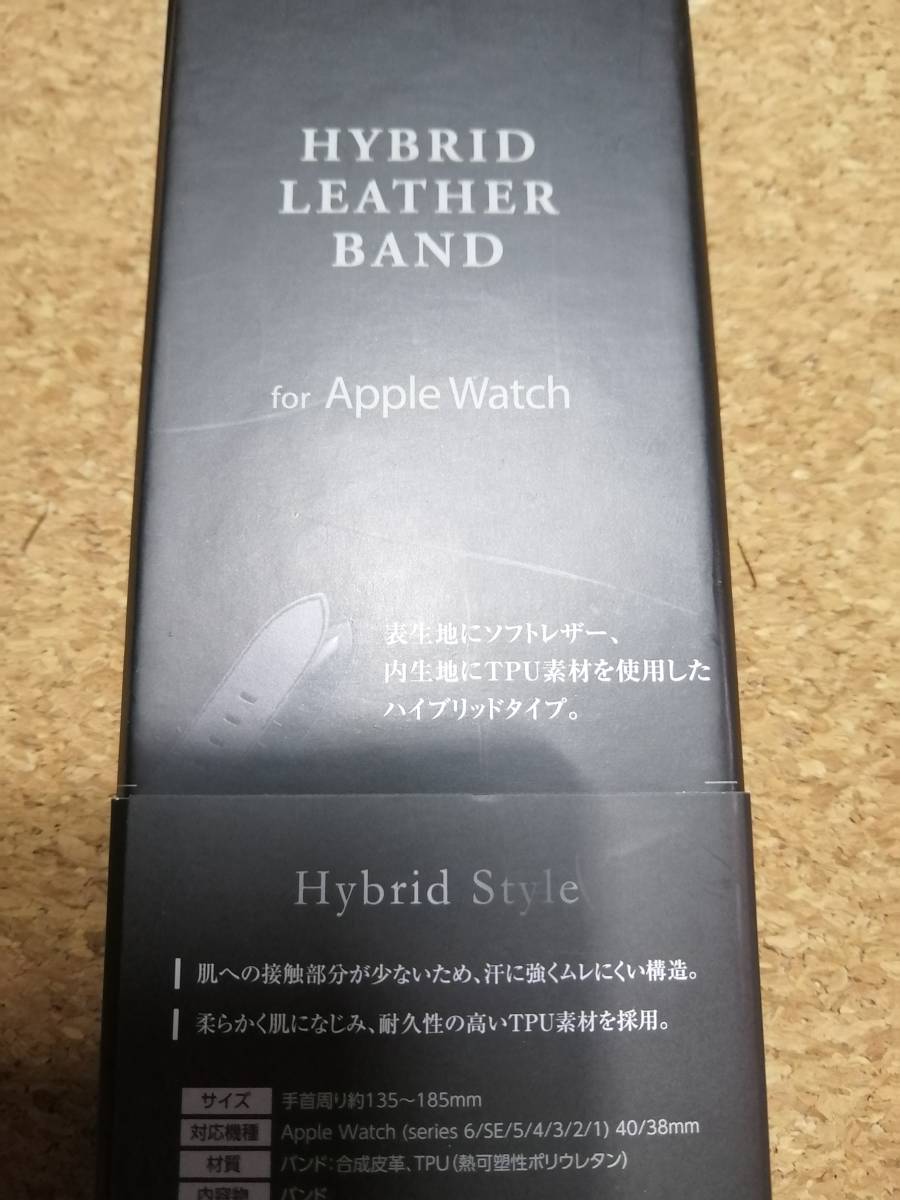 HYBRID
LEATHER
BAND
for Apple Watch
表生地にソフトレザー、
内生地にTPU素材を使用した
ハイブリッドタイプ。
Hybrid Style
肌への接触部分が少ないため、汗に強くムレにくい構造。
柔らかく肌になじみ、耐久性の高いTPU素材を採用。
サイズ 手首周り約135〜185mm
対応機種 Apple Watch (series 6/SE/5/4/3/2/1) 40/38mm
材質 バンド:合成皮革、TPU(熱可塑性ポリウレタン)
内容物 バンド